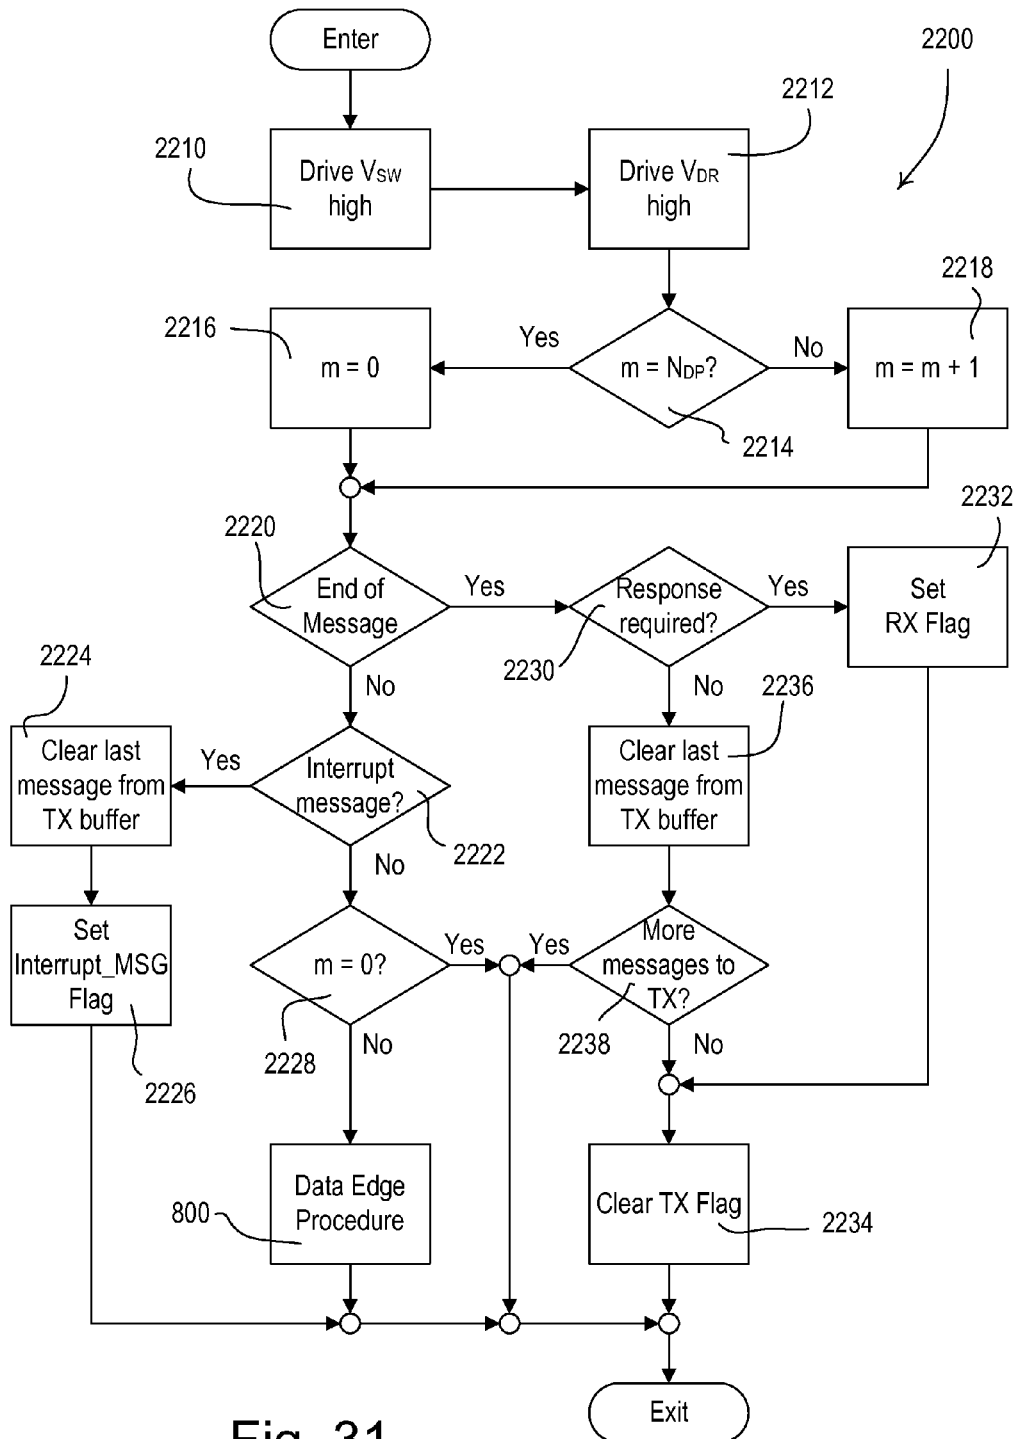 Enter
2200
2212
2210
Drive VSW
high
Drive VDR
high
2218
2216
Yes
No
m = 0
m = NDP?
m = m + 1
2214
2232
2220
End of
Message
Yes
Response
required?
Yes
Set
RX Flag
2230
2224
No
No
2236
Clear last
message from
TX buffer
Yes
Interrupt
message?
Clear last
message from
TX buffer
2222
No
Set
Interrupt_MSG
Flag
m = 0?
Yes
Yes
More
messages to
TX?
2226
2228
No
2238
No
Data Edge
Procedure
800
Clear TX Flag
2234
Exit
Fig. 31